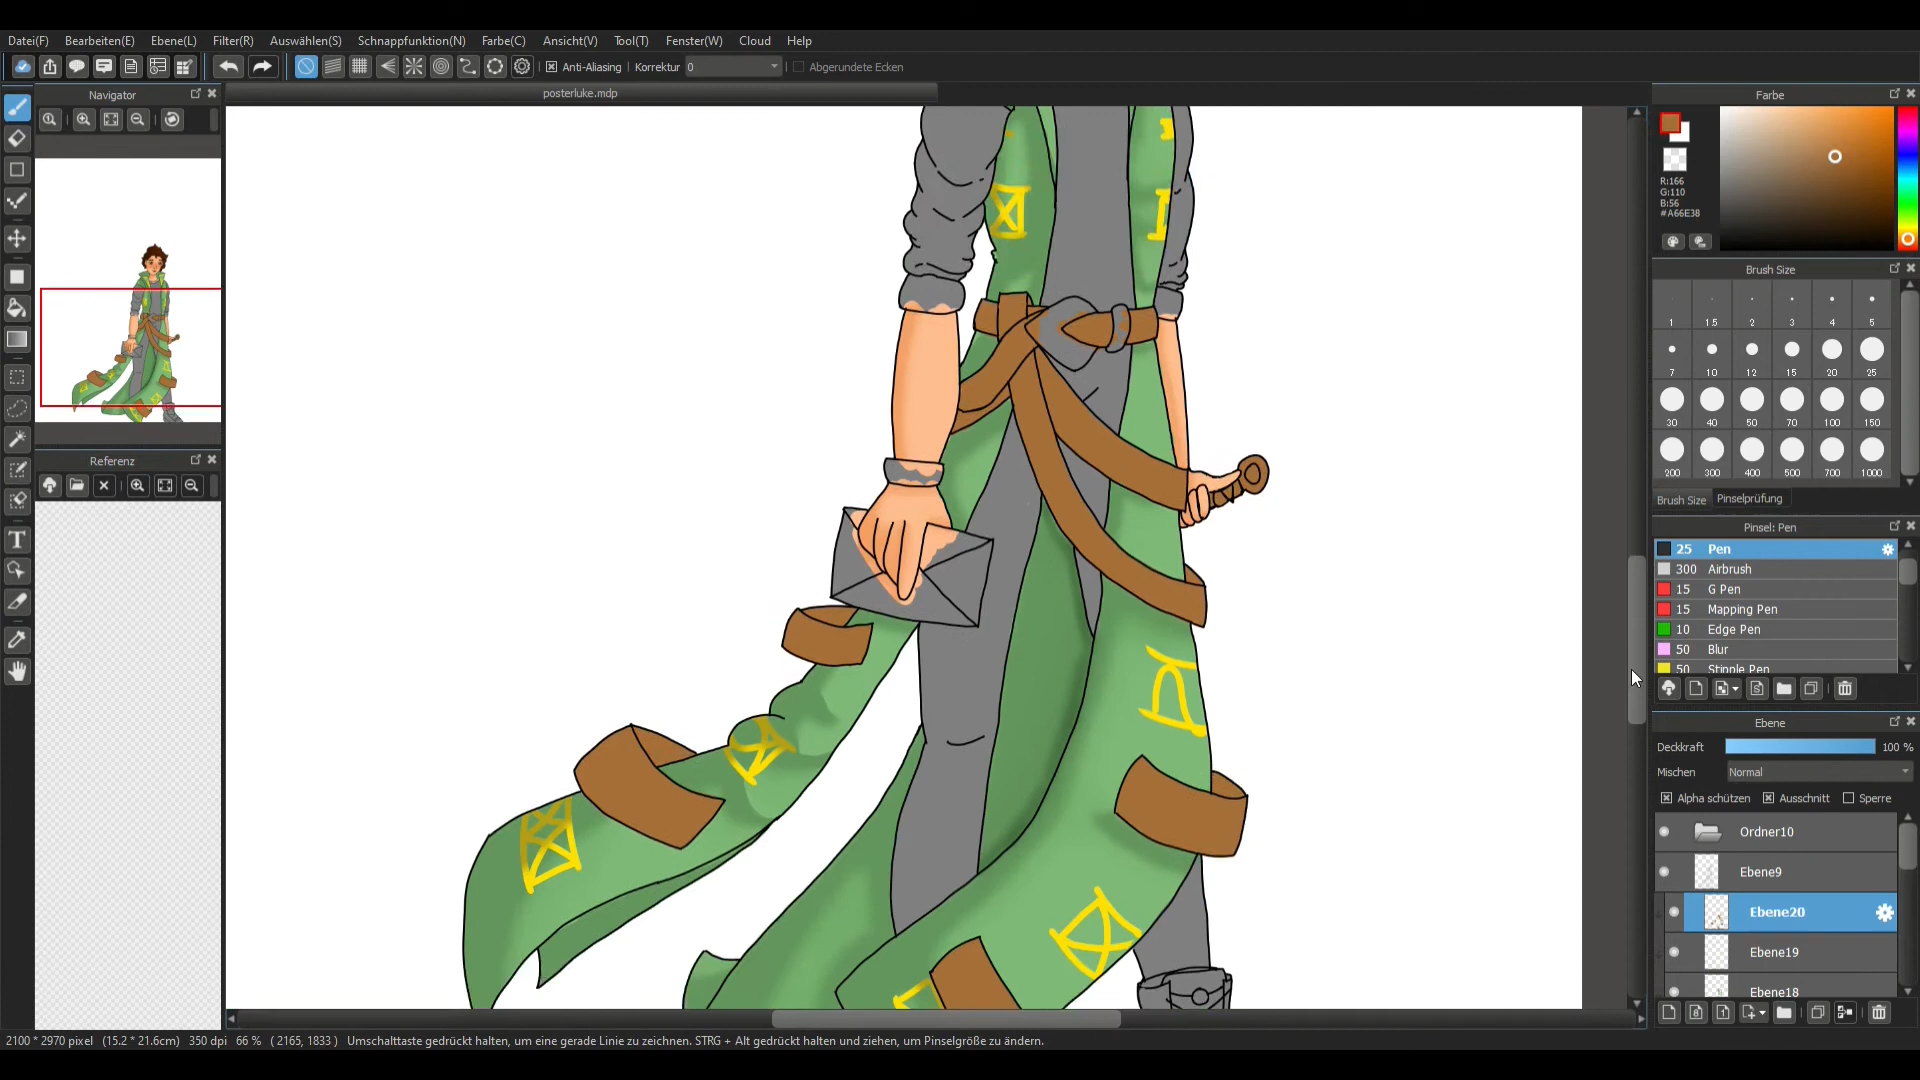 Datei(F) Bearbeiten(E) Ebene(L) Filter(R) Auswählen(S) Schnappfunktion(N) Farbe(C) Ansicht(V) Tool(T) Fenster(W) Cloud Help
Anti-Aliasing Korrektur 0 Abgerundete Ecken
Navigator
posterluke.mdp
Referenz
Farbe
R:166
G:110
B:56
#A66E38
Brush Size
1 1.5 2 3 4 5
7 10 12 15 20 25
30 40 50 70 100 150
200 300 400 500 700 1000
Brush Size Pinselprüfung
Pinsel: Pen
25 Pen
300 Airbrush
15 G Pen
15 Mapping Pen
10 Edge Pen
50 Blur
50 Stipple Pen
Ebene
Deckkraft 100 %
Mischen Normal
Alpha schützen Ausschnitt Sperre
Ordner10
Ebene9
Ebene20
Ebene19
Ebene18
2100 * 2970 pixel (15.2 * 21.6cm) 350 dpi 66 % ( 2165, 1833 ) Umschalttaste gedrückt halten, um eine gerade Linie zu zeichnen. STRG + Alt gedrückt halten und ziehen, um Pinselgröße zu ändern.